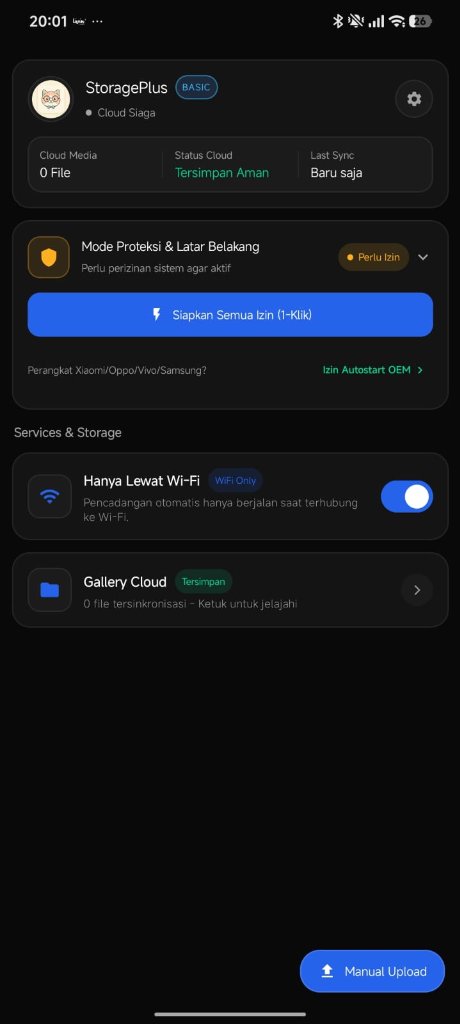 20:01
26
StoragePlus
BASIC
Cloud Siaga
Cloud Media
0 File
Status Cloud
Tersimpan Aman
Last Sync
Baru saja
Mode Proteksi & Latar Belakang
Perlu perizinan sistem agar aktif
Perlu Izin
Siapkan Semua Izin (1-Klik)
Perangkat Xiaomi/Oppo/Vivo/Samsung?
Izin Autostart OEM
Services & Storage
Hanya Lewat Wi-Fi
WiFi Only
Pencadangan otomatis hanya berjalan saat terhubung
ke Wi-Fi.
Gallery Cloud
Tersimpan
0 file tersinkronisasi - Ketuk untuk jelajahi
Manual Upload